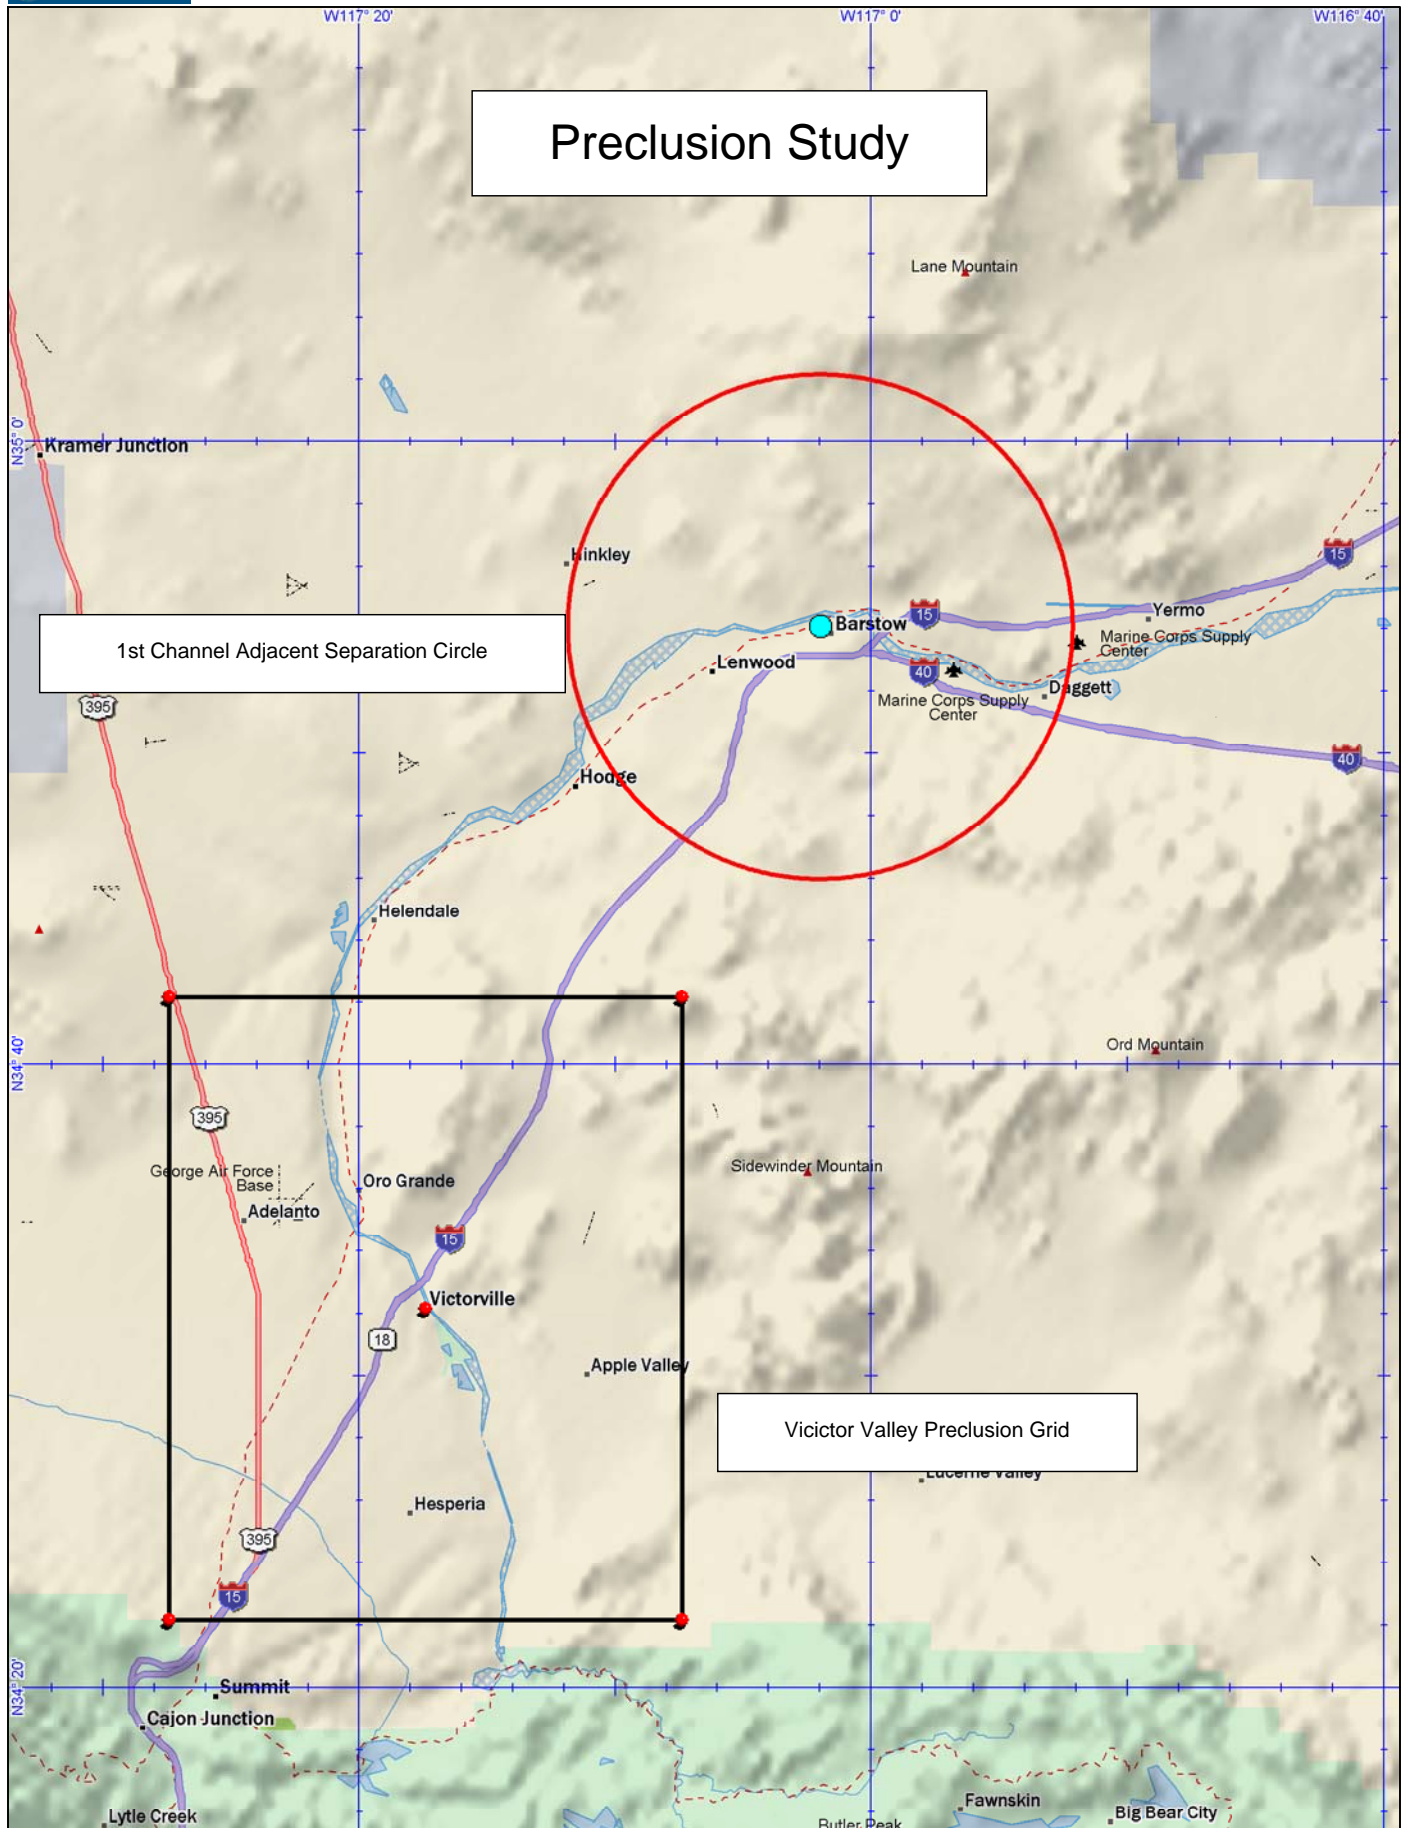 W117° 20'
W117° 0'
W116° 40'
Preclusion Study
Lane Mountain
N35° 0'
Kramer Junction
Hinkley
15
Yermo
15
Barstow
1st Channel Adjacent Separation Circle
Marine Corps Supply
Center
Lenwood
40
Daggett
395
Marine Corps Supply
Center
40
Hodge
Helendale
N34° 40'
Ord Mountain
395
Sidewinder Mountain
George Air Force
Base
Oro Grande
Adelanto
15
Victorville
18
Apple Valley
Vicictor Valley Preclusion Grid
Lucerne Valley
Hesperia
395
15
N34° 20'
Summit
Cajon Junction
Fawnskin
Lytle Creek
Big Bear City
Butler Peak